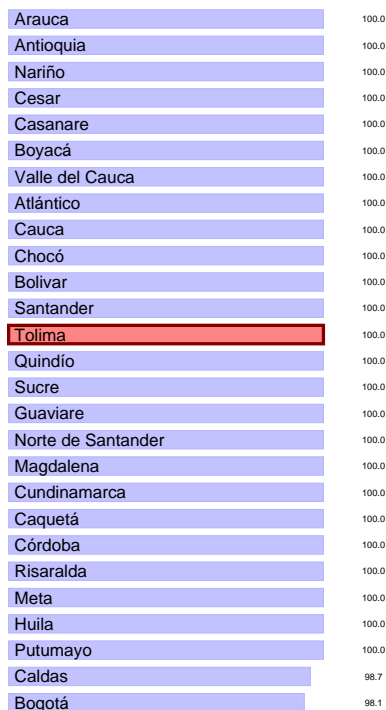 Arauca 100.0
Antioquia 100.0
Nariño 100.0
Cesar 100.0
Casanare 100.0
Boyacá 100.0
Valle del Cauca 100.0
Atlántico 100.0
Cauca 100.0
Chocó 100.0
Bolivar 100.0
Santander 100.0
Tolima 100.0
Quindío 100.0
Sucre 100.0
Guaviare 100.0
Norte de Santander 100.0
Magdalena 100.0
Cundinamarca 100.0
Caquetá 100.0
Córdoba 100.0
Risaralda 100.0
Meta 100.0
Huila 100.0
Putumayo 100.0
Caldas 98.7
Bogotá 98.1